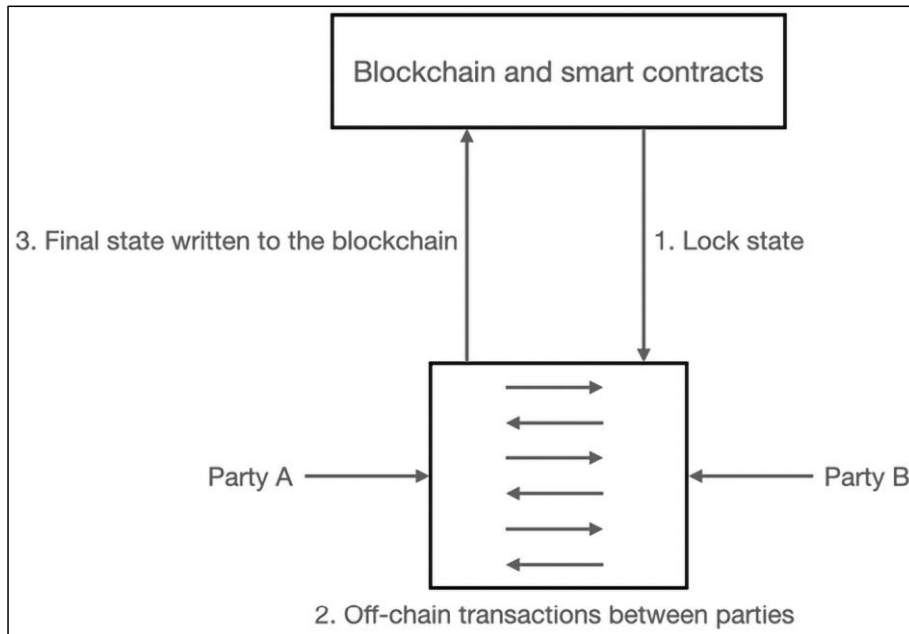 Blockchain and smart contracts
3. Final state written to the blockchain
1. Lock state
Party A
Party B
2. Off-chain transactions between parties